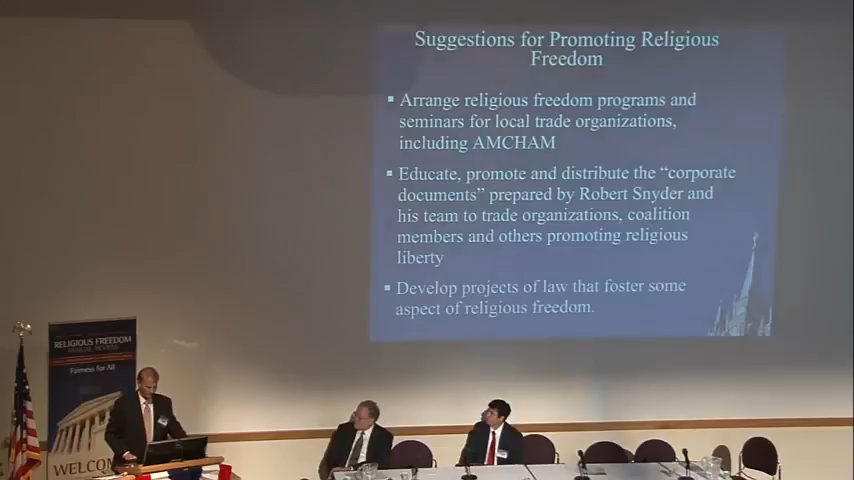 Suggestions for Promoting Religious
Freedom
Arrange religious freedom programs and
seminars for local trade organizations,
including AMCHAM
Educate, promote and distribute the “corporate
documents” prepared by Robert Snyder and
his team to trade organizations, coalition
members and others promoting religious
liberty
Develop projects of law that foster some
aspect of religious freedom.
RELIGIOUS FREEDOM
Fairness for All
WELCOM